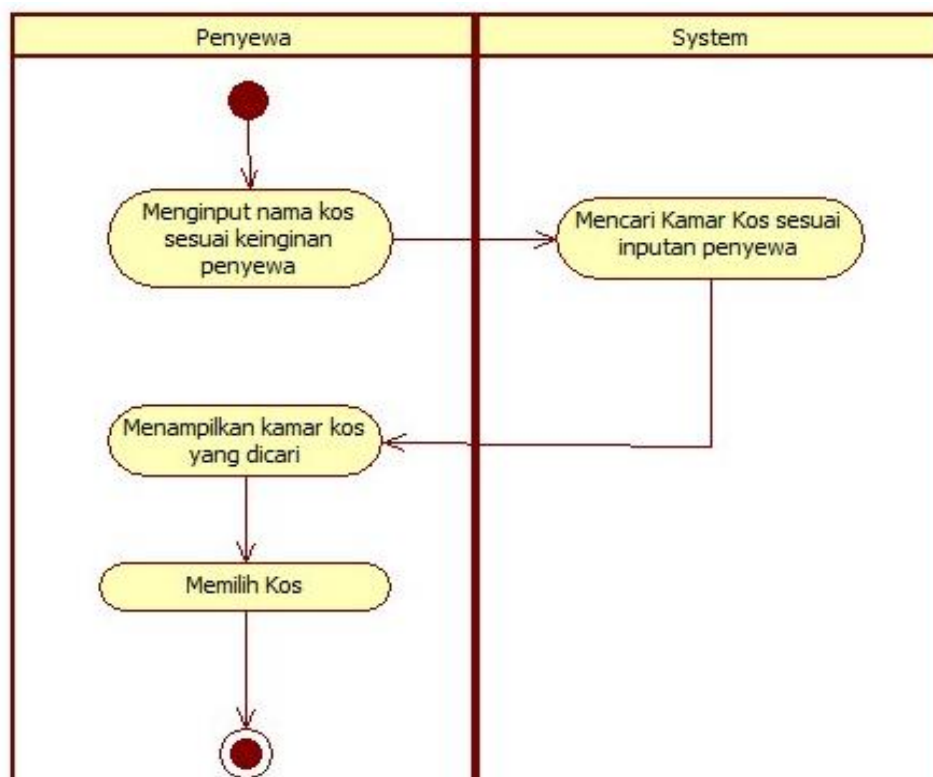 Penyewa
System
Menginput nama kos
sesuai keinginan
penyewa
Mencari Kamar Kos sesuai
inputan penyewa
Menampilkan kamar kos
yang dicari
Memilih Kos